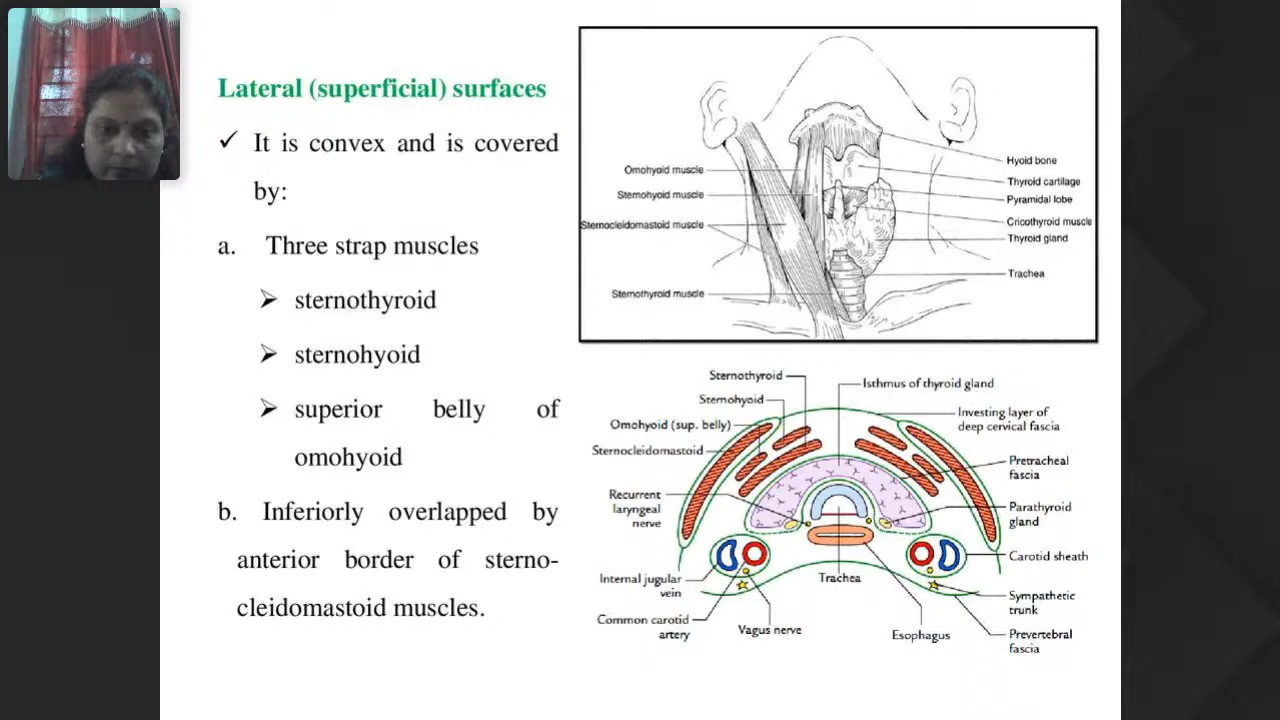 Lateral (superficial) surfaces
✓ It is convex and is covered
by:
a. Three strap muscles
➢ sternothyroid
➢ sternohyoid
➢ superior belly of
omohyoid
b. Inferiorly overlapped by
anterior border of sterno-
cleidomastoid muscles.
Omohyoid muscle
Sternohyoid muscle
Sternocleidomastoid muscle
Sternothyroid muscle
Hyoid bone
Thyroid cartilage
Pyramidal lobe
Cricothyroid muscle
Thyroid gland
Trachea
Sternothyroid
Sternohyoid
Omohyoid (sup. belly)
Sternocleidomastoid
Recurrent
laryngeal
nerve
Internal jugular
vein
Common carotid
artery
Vagus nerve
Trachea
Esophagus
Isthmus of thyroid gland
Investing layer of
deep cervical fascia
Pretracheal
fascia
Parathyroid
gland
Carotid sheath
Sympathetic
trunk
Prevertebral
fascia